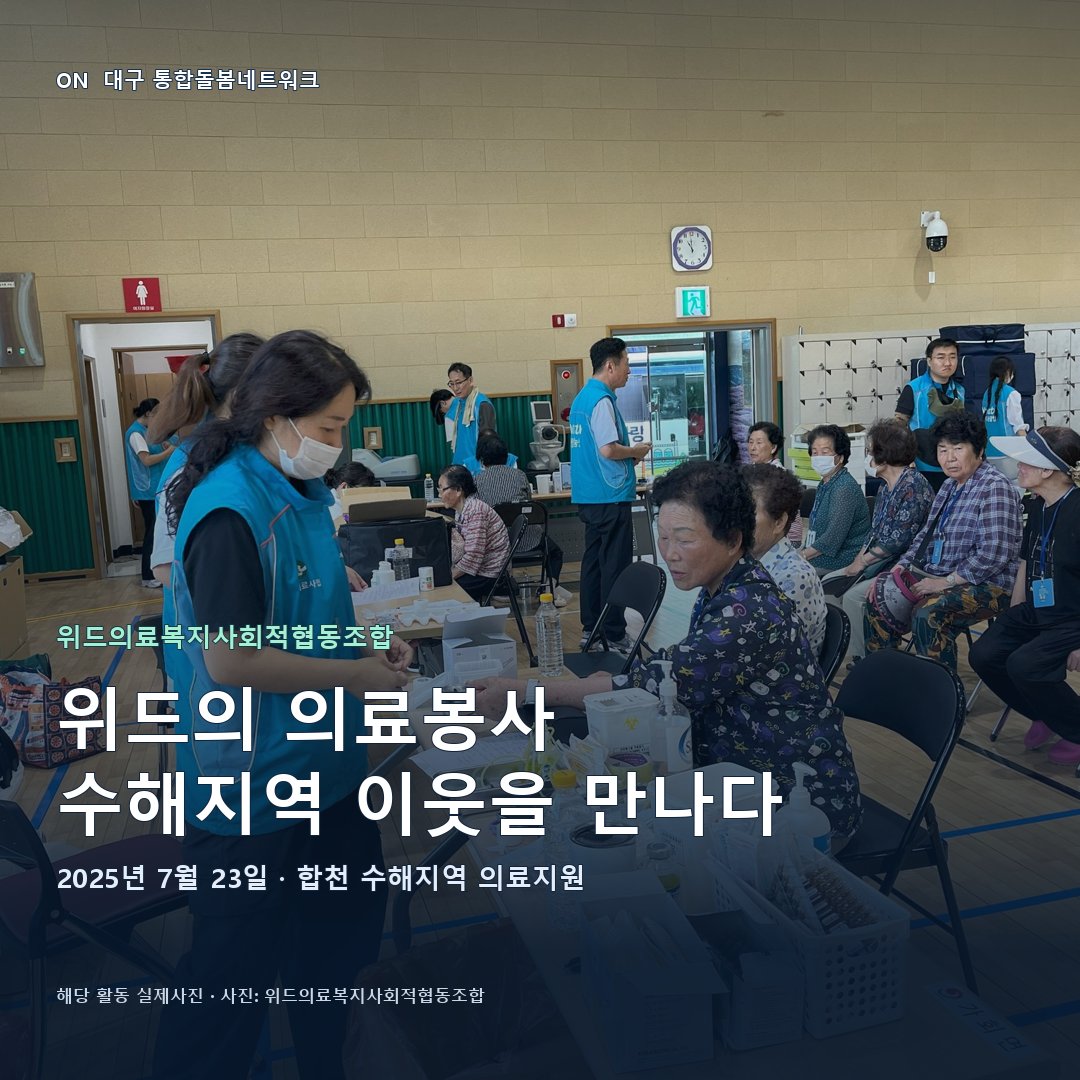 ON 대구 통합돌봄네트워크
위드의료복지사회적협동조합
위드의 의료봉사
수해지역 이웃을 만나다
2025년 7월 23일 · 합천 수해지역 의료지원
해당 활동 실제사진 · 사진: 위드의료복지사회적협동조합
가회면